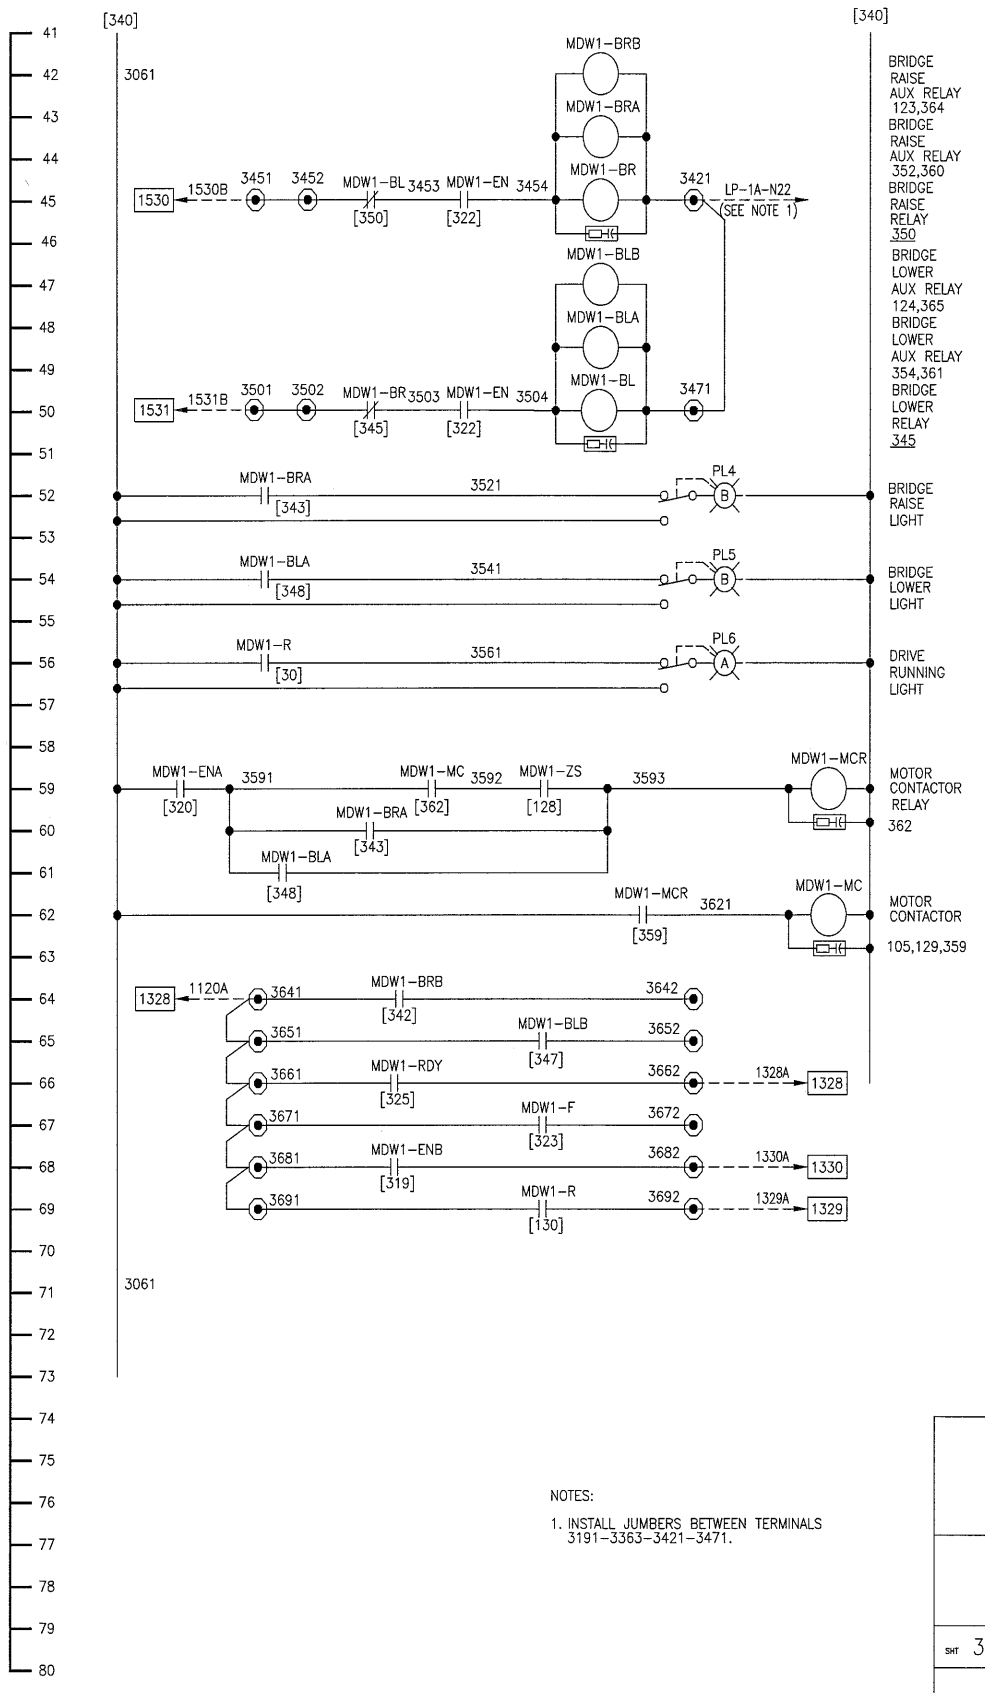 [340] [340]
41
42 3061 MDW1-BRB BRIDGE
RAISE
AUX RELAY
123,364
43 MDW1-BRA BRIDGE
RAISE
AUX RELAY
352,360
44 MDW1-BR BRIDGE
RAISE
RELAY
350
45 1530 1530B 3451 3452 MDW1-BL 3453 MDW1-EN 3454 3421 LP-1A-N22
[350] [322] (SEE NOTE 1)
46 MDW1-BLB BRIDGE
LOWER
AUX RELAY
124,365
47
48 MDW1-BLA BRIDGE
LOWER
AUX RELAY
354,361
49 MDW1-BL BRIDGE
LOWER
RELAY
345
50 1531 1531B 3501 3502 MDW1-BR 3503 MDW1-EN 3504 3471
[345] [322]
51
MDW1-BRA PL4
52 3521 B BRIDGE
RAISE
LIGHT
[343]
53
MDW1-BLA PL5
54 3541 B BRIDGE
LOWER
LIGHT
[348]
55
MDW1-R PL6
56 3561 A DRIVE
RUNNING
LIGHT
[30]
57
58
MDW1-ENA 3591 MDW1-MC 3592 MDW1-ZS 3593 MDW1-MCR
59 MOTOR
CONTACTOR
RELAY
362
[320] [362] [128]
60 MDW1-BRA
[343]
61 MDW1-BLA
[348]
62 MDW1-MCR 3621 MDW1-MC MOTOR
CONTACTOR
[359]
63 105,129,359
64 1328 1120A 3641 MDW1-BRB 3642
[342]
65 3651 MDW1-BLB 3652
[347]
66 3661 MDW1-RDY 3662 1328A 1328
[325]
67 3671 MDW1-F 3672
[323]
68 3681 MDW1-ENB 3682 1330A 1330
[319]
69 3691 MDW1-R 3692 1329A 1329
[130]
70
71 3061
72
73
74
75
76 NOTES:
77 1. INSTALL JUMBERS BETWEEN TERMINALS
3191-3363-3421-3471.
78
79
SHT 3
80